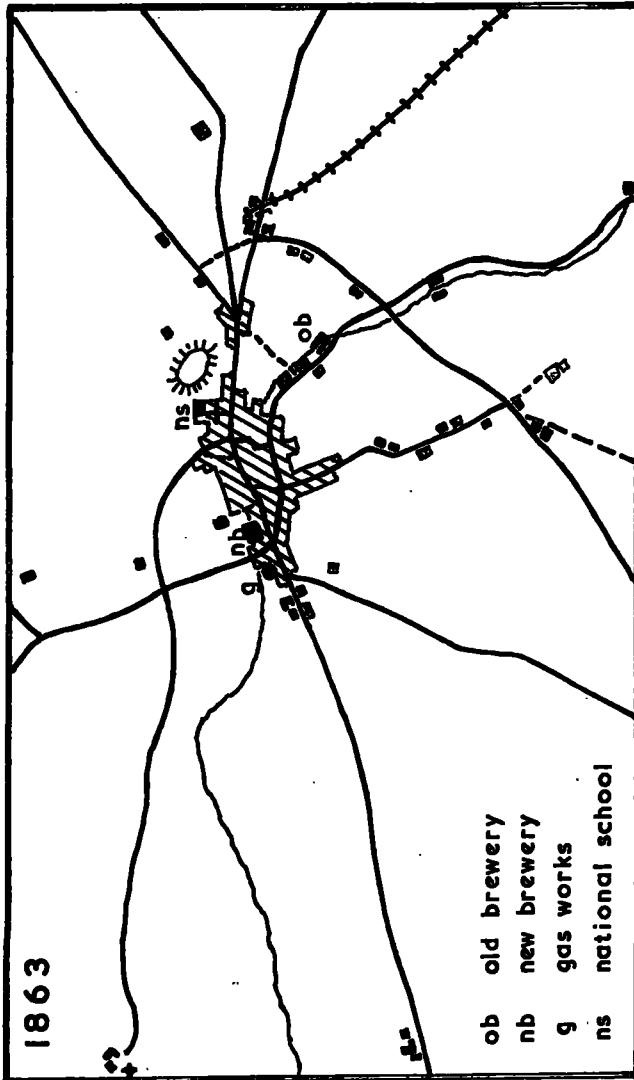 1863
ns
ob
nb
g
ob old brewery
nb new brewery
g gas works
ns national school